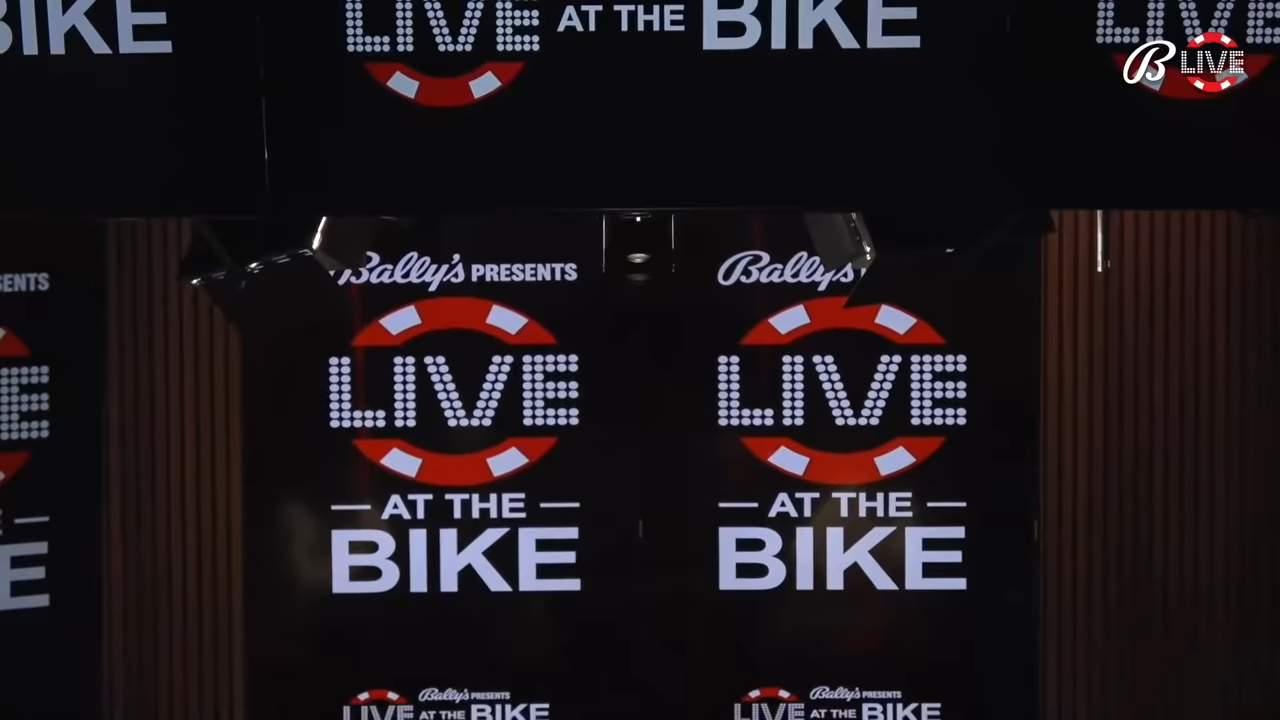 BIKE
LIVE AT THE BIKE
LIVE
B LIVE
Bally's PRESENTS
LIVE
— AT THE —
BIKE
Bally's
LIVE
— AT THE —
BIKE
Bally's PRESENTS
LIVE AT THE BIKE
Bally's PRESENTS
LIVE AT THE BIKE